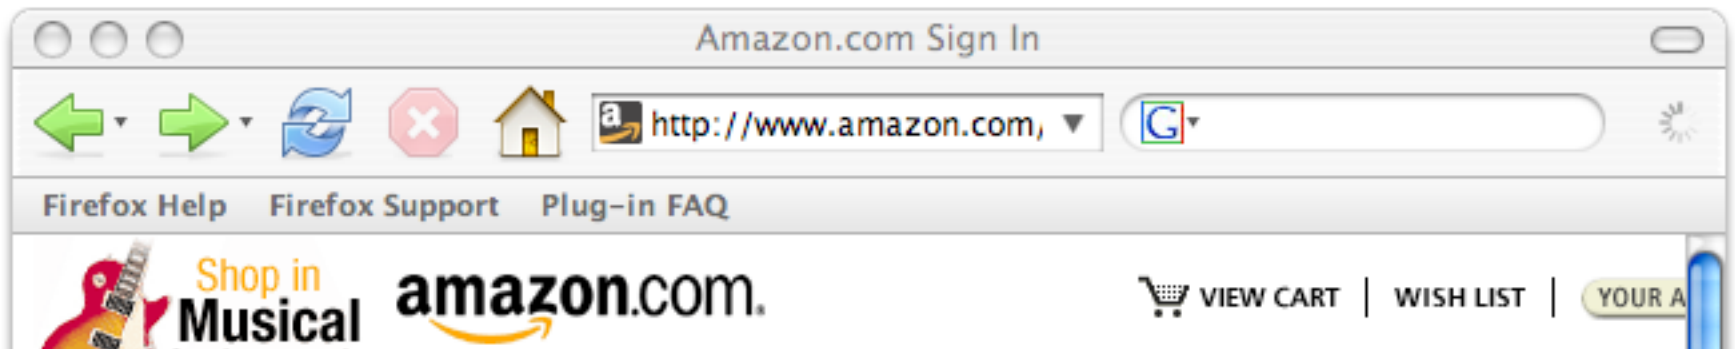 Amazon.com Sign In
http://www.amazon.com/
G
Firefox Help Firefox Support Plug-in FAQ
Shop in
Musical
amazon.com.
VIEW CART | WISH LIST | YOUR A